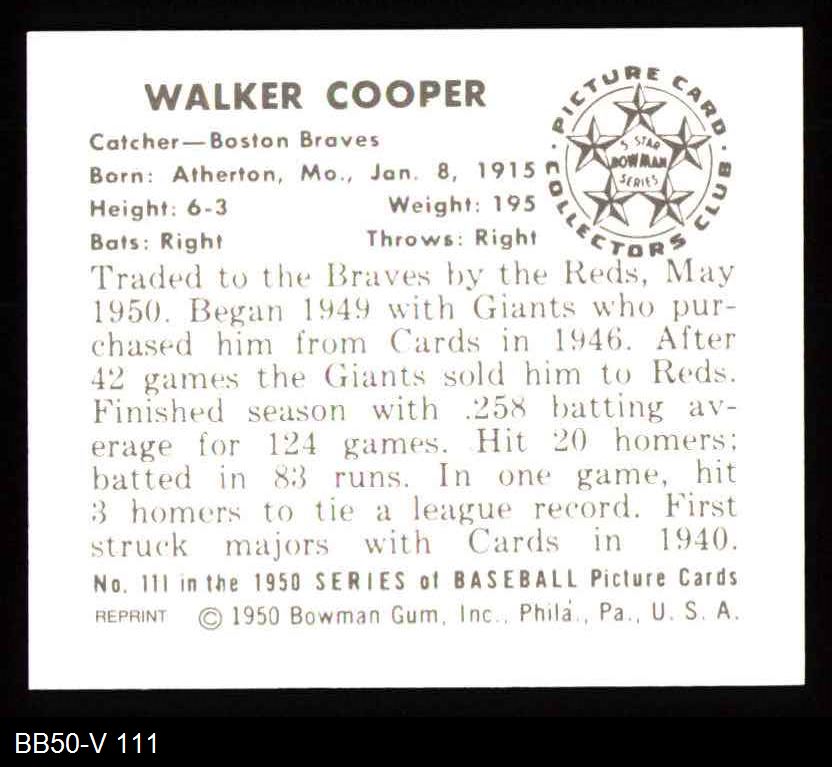 WALKER COOPER
PICTURE CARD
COLLECTORS CLUB
5 STAR
BOWMAN
SERIES
Catcher—Boston Braves
Born: Atherton, Mo., Jan. 8, 1915
Height: 6-3 Weight: 195
Bats: Right Throws: Right
Traded to the Braves by the Reds, May
1950. Began 1949 with Giants who pur-
chased him from Cards in 1946. After
42 games the Giants sold him to Reds.
Finished season with .258 batting av-
erage for 124 games. Hit 20 homers;
batted in 83 runs. In one game, hit
3 homers to tie a league record. First
struck majors with Cards in 1940.
No. 111 in the 1950 SERIES of BASEBALL Picture Cards
REPRINT © 1950 Bowman Gum, Inc., Phila., Pa., U. S. A.
BB50-V 111